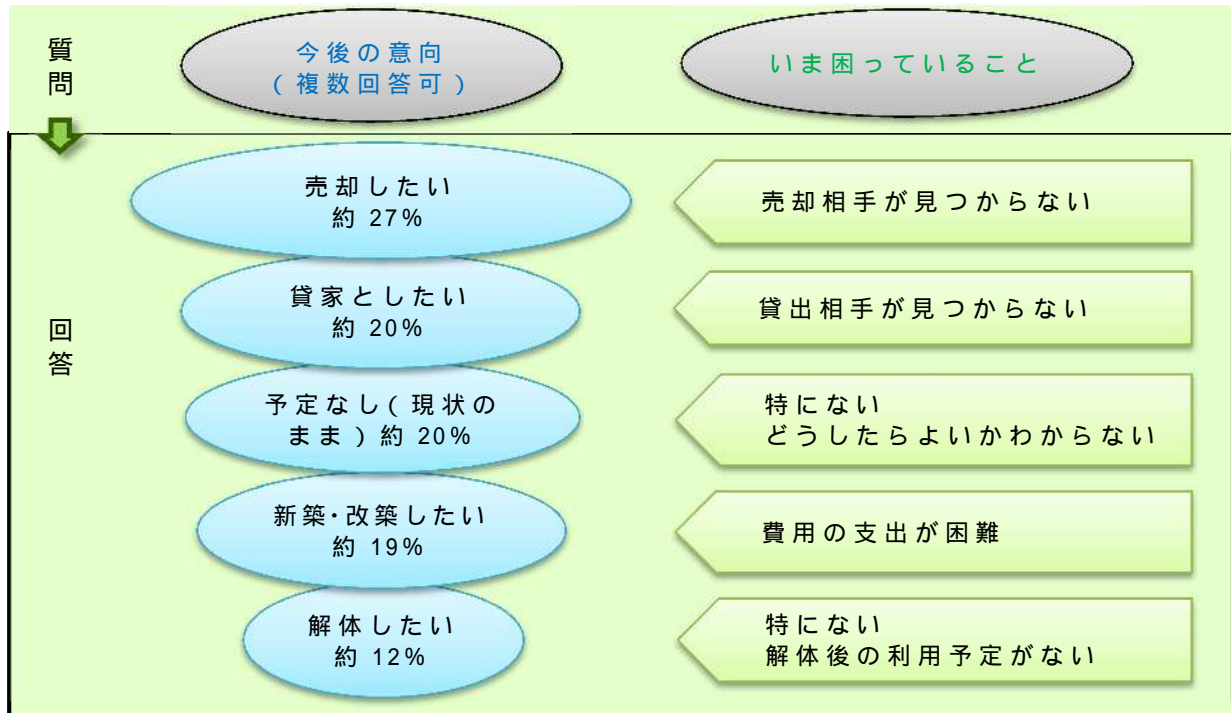 質問
今後の意向
(複数回答可)
いま困っていること
回答
売却したい
約 27%
売却相手が見つからない
貸家としたい
約 20%
貸出相手が見つからない
予定なし(現状の
まま) 約 20%
特にない
どうしたらよいかわからない
新築・改築したい
約 19%
費用の支出が困難
解体したい
約 12%
特にない
解体後の利用予定がない